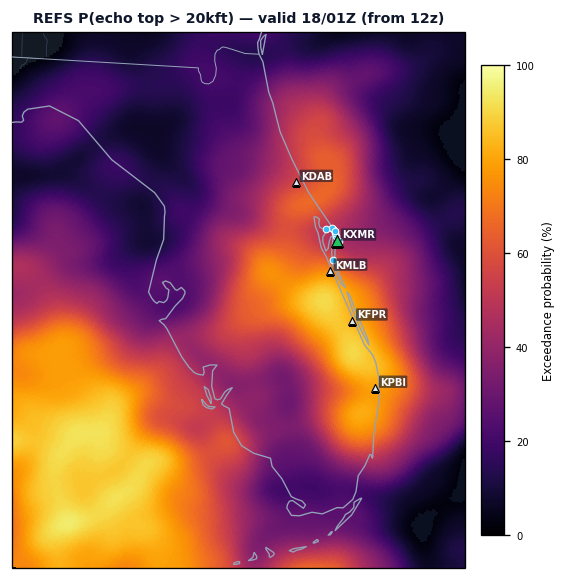 REFS P(echo top > 20kft) — valid 18/01Z (from 12z)
KDAB
KXMR
KMLB
KFPR
KPBI
100
80
60
40
20
0
Exceedance probability (%)